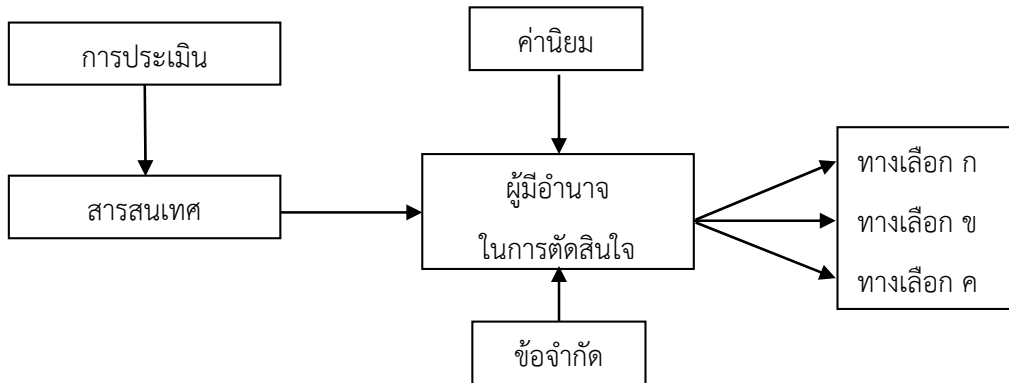 การประเมิน
ค่านิยม
สารสนเทศ
ผู้มีอำนาจ
ในการตัดสินใจ
ทางเลือก ก
ทางเลือก ข
ทางเลือก ค
ข้อจำกัด